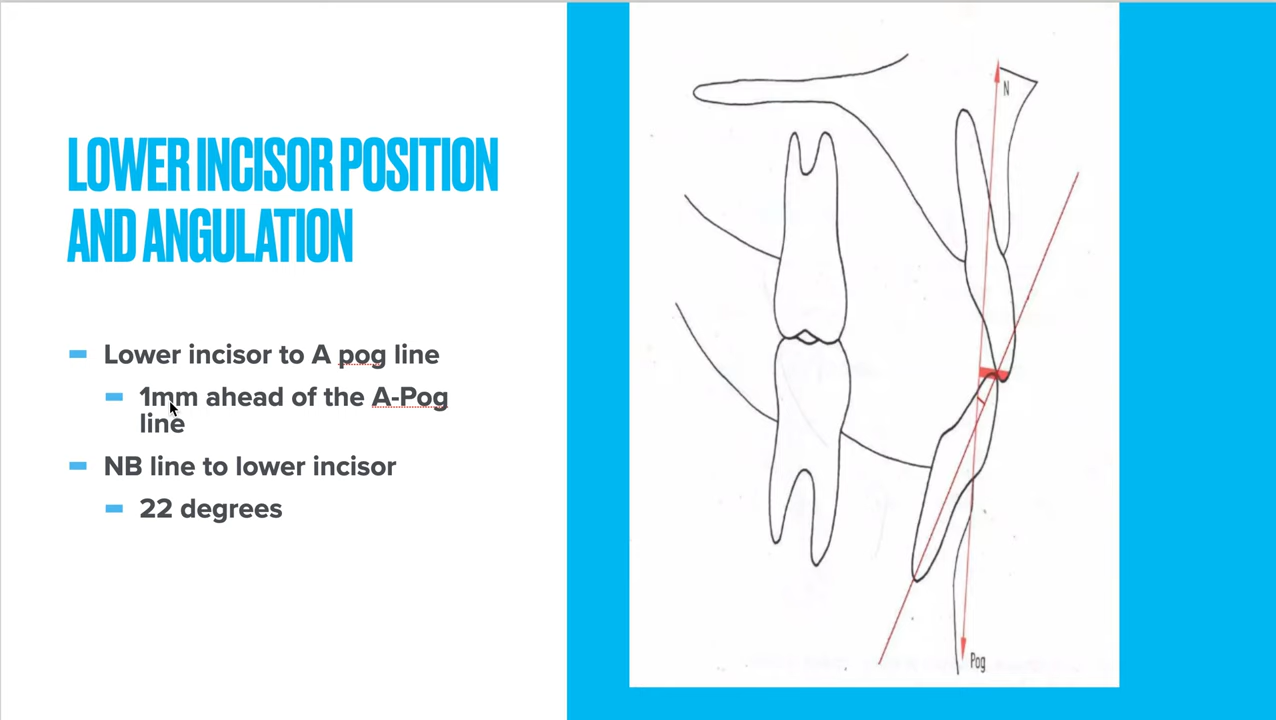 LOWER INCISOR POSITION
AND ANGULATION
Lower incisor to A pog line
1mm ahead of the A-Pog
line
NB line to lower incisor
22 degrees
N
Pog